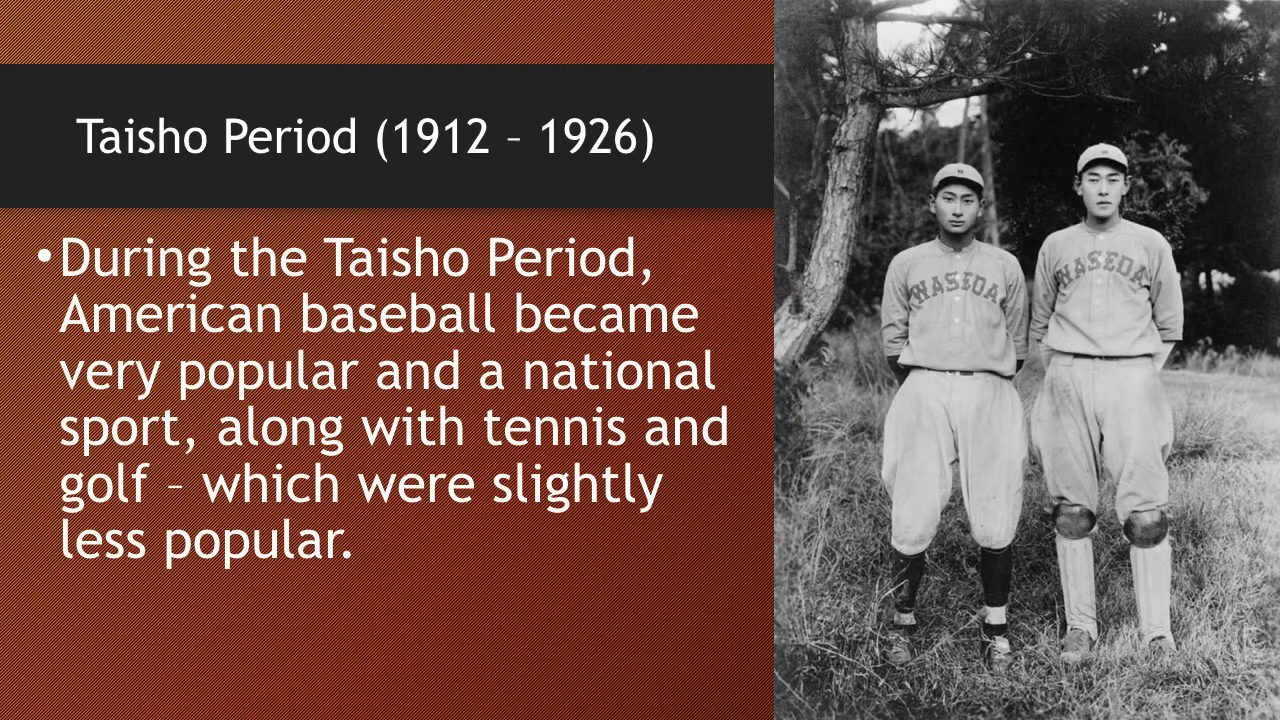 Taisho Period (1912 – 1926)
•During the Taisho Period,
American baseball became
very popular and a national
sport, along with tennis and
golf – which were slightly
less popular.
WASEDA
WASEDA